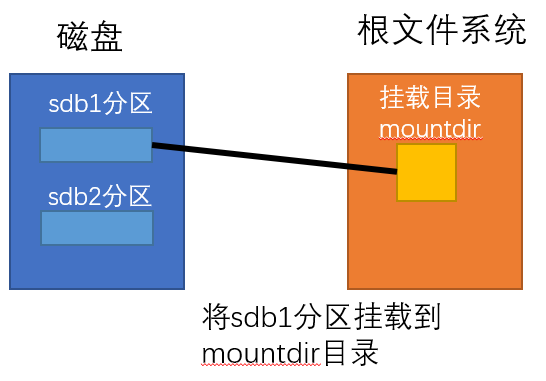 磁盘
根文件系统
sdb1分区
挂载目录
mountdir
sdb2分区
将sdb1分区挂载到
mountdir目录